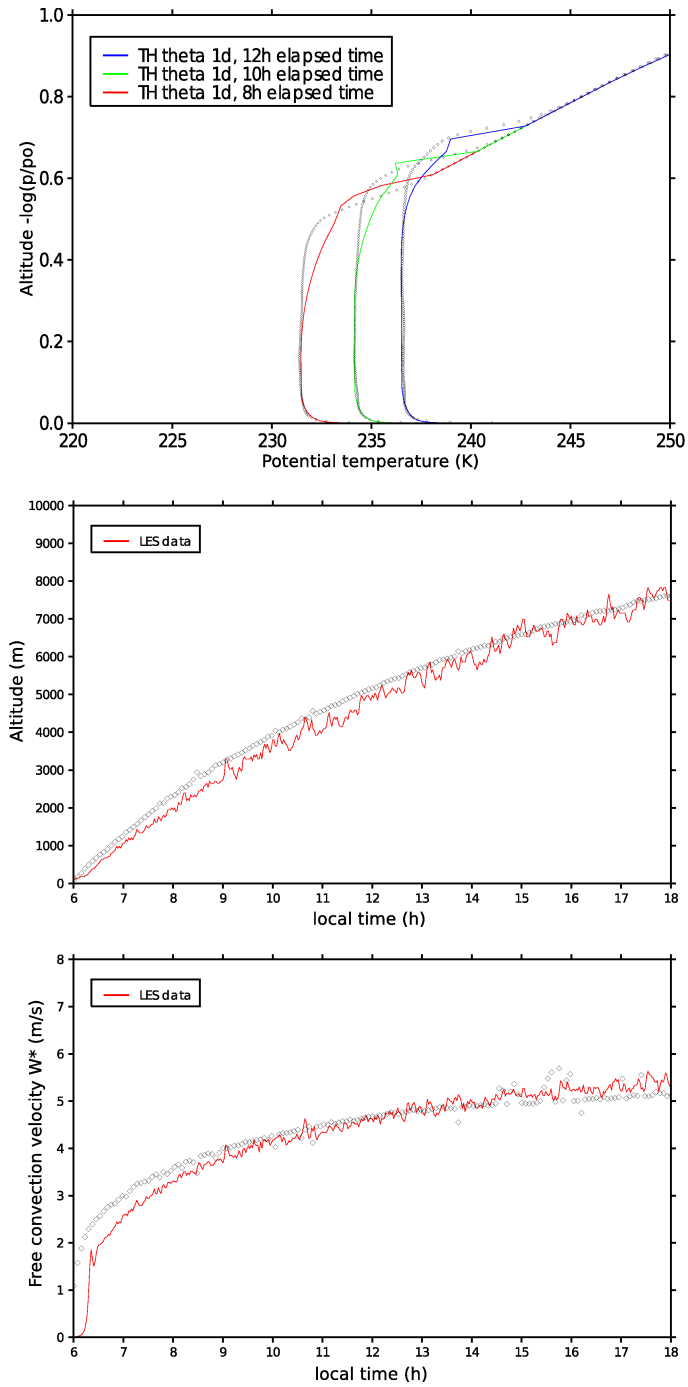 1.0
TH theta 1d, 12h elapsed time
TH theta 1d, 10h elapsed time
TH theta 1d, 8h elapsed time
0.8
0.6
0.4
0.2
0.0
Altitude -log(p/po)
220 225 230 235 240 245 250
Potential temperature (K)
10000
9000
8000
7000
6000
5000
4000
3000
2000
1000
0
LES data
Altitude (m)
6 7 8 9 10 11 12 13 14 15 16 17 18
local time (h)
8
7
6
5
4
3
2
1
0
LES data
Free convection velocity W* (m/s)
6 7 8 9 10 11 12 13 14 15 16 17 18
local time (h)